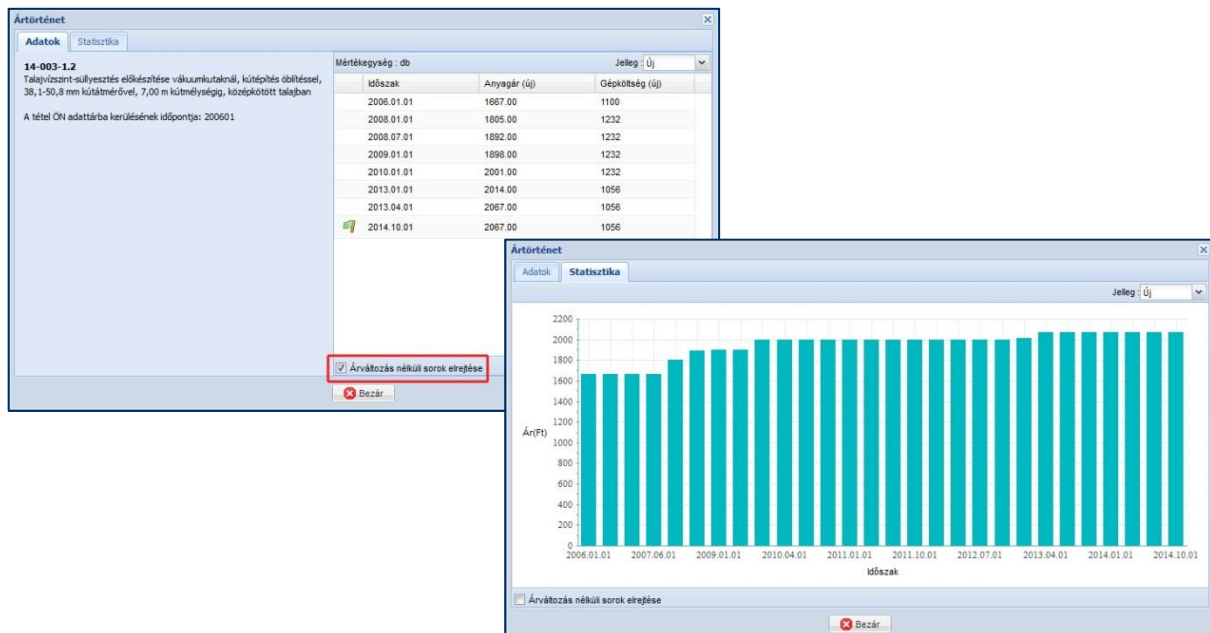 Ártörténet
Adatok Statisztika
14-003-1.2
Talajvízszint-süllyesztés előkészítése vákuumkutaknál, kútépítés öblítéssel,
38,1-50,8 mm kútátmérővel, 7,00 m kútmélységig, középkötött talajban
A tétel ÖN adattárba kerülésének időpontja: 200601
Mértékegység : db Jelleg : Új
Időszak Anyagár (új) Gépköltség (új)
2006.01.01 1667.00 1100
2008.01.01 1805.00 1232
2008.07.01 1892.00 1232
2009.01.01 1898.00 1232
2010.01.01 2001.00 1232
2013.01.01 2014.00 1056
2013.04.01 2067.00 1056
2014.10.01 2067.00 1056
Árváltozás nélküli sorok elrejtése
Bezár
Ártörténet
Adatok Statisztika
Jelleg : Új
2200
2000
1800
1600
1400
1200
Ár(Ft)
1000
800
600
400
200
0
2006.01.01 2007.06.01 2009.01.01 2010.04.01 2011.01.01 2011.10.01 2012.07.01 2013.04.01 2014.01.01 2014.10.01
Időszak
Árváltozás nélküli sorok elrejtése
Bezár